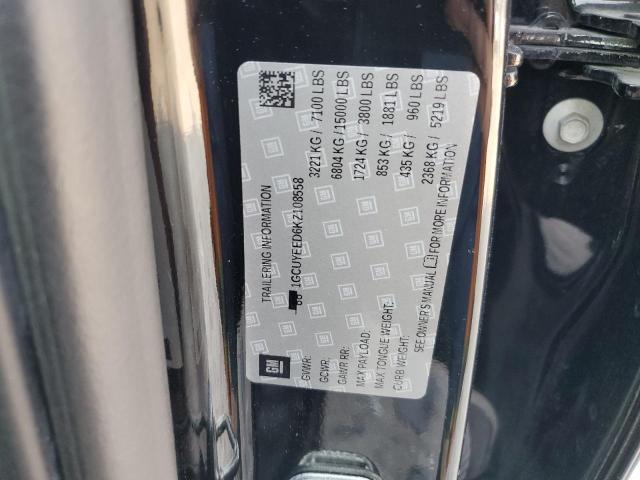 GM
TRAILERING INFORMATION
1GCUYEED6KZ108558
GVWR: 3221 KG / 7100 LBS
GCWR: 6804 KG / 15000 LBS
GAWR RR: 1724 KG / 3800 LBS
MAX PAYLOAD: 853 KG / 1881 LBS
MAX TONGUE WEIGHT: 435 KG / 960 LBS
CURB WEIGHT: 2368 KG / 5219 LBS
SEE OWNER'S MANUAL FOR MORE INFORMATION.